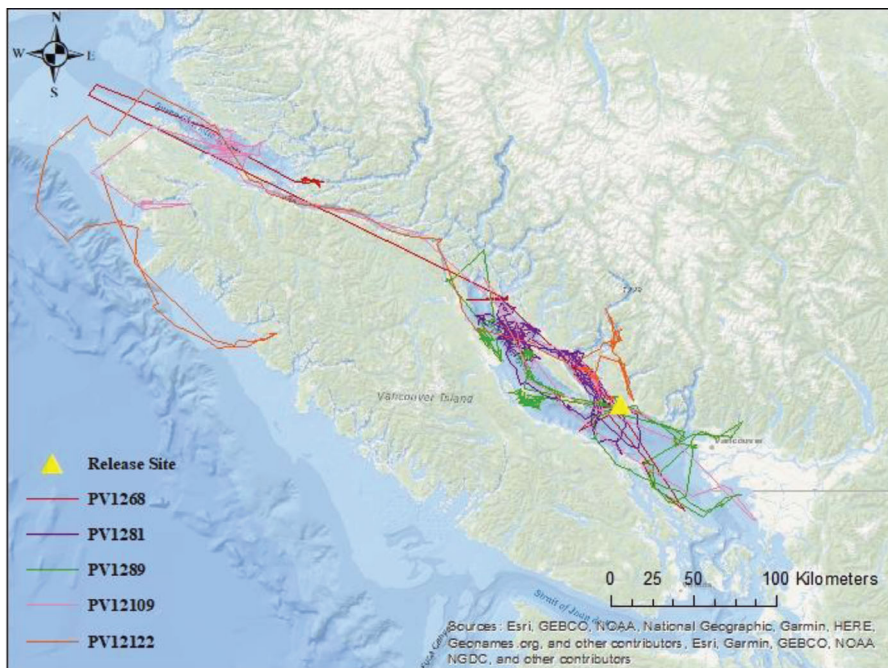 N
W E
S
Vancouver Island
Vancouver
Release Site
PV1268
PV1281
PV1289
PV12109
PV12122
0 25 50 100 Kilometers
Strait of Juan
Sources: Esri, GEBCO, NOAA, National Geographic, Garmin, HERE,
Geonames.org, and other contributors, Esri, Garmin, GEBCO, NOAA
NGDC, and other contributors